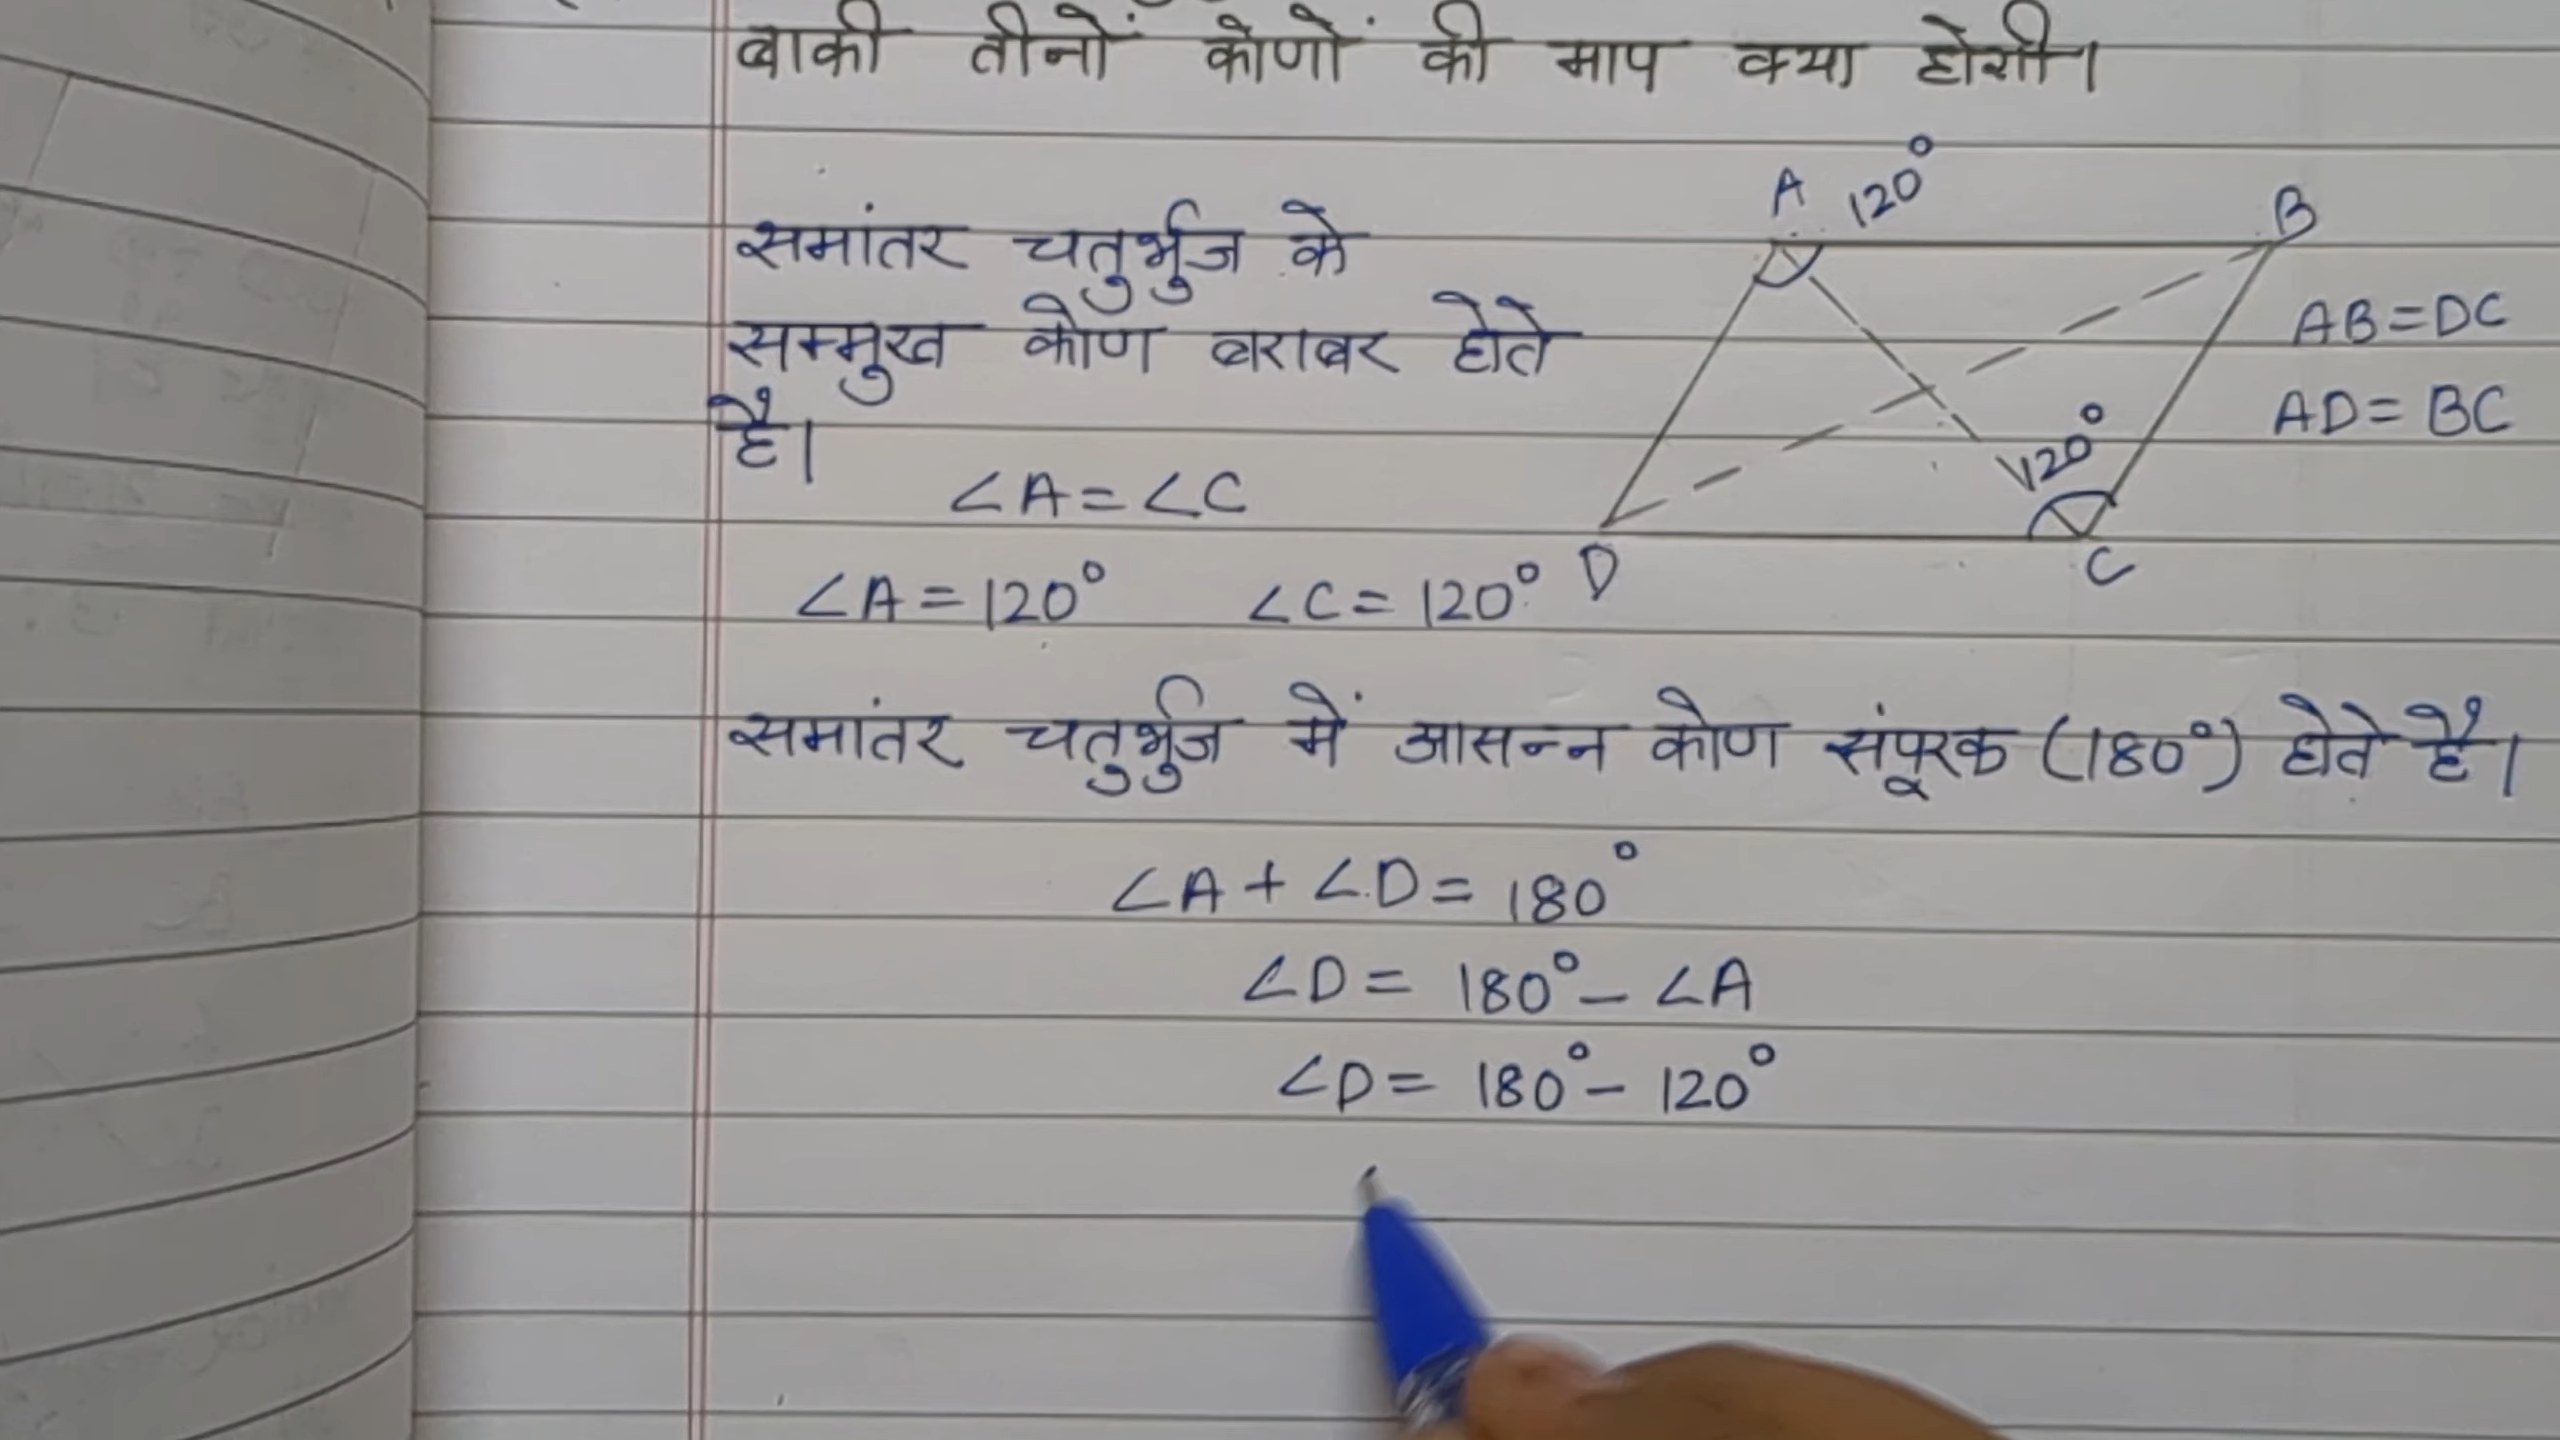 बाकी तीनों कोणों की माप क्या होगी।
A 120°
B
समांतर चतुर्भुज के
AB=DC
सम्मुख कोण बराबर होते
AD=BC
है।
120°
∠A=∠C
D
C
∠A=120° ∠C=120°
समांतर चतुर्भुज में आसन्न कोण संपूरक (180°) होते है।
∠A+∠D=180°
∠D=180°-∠A
∠D=180°-120°